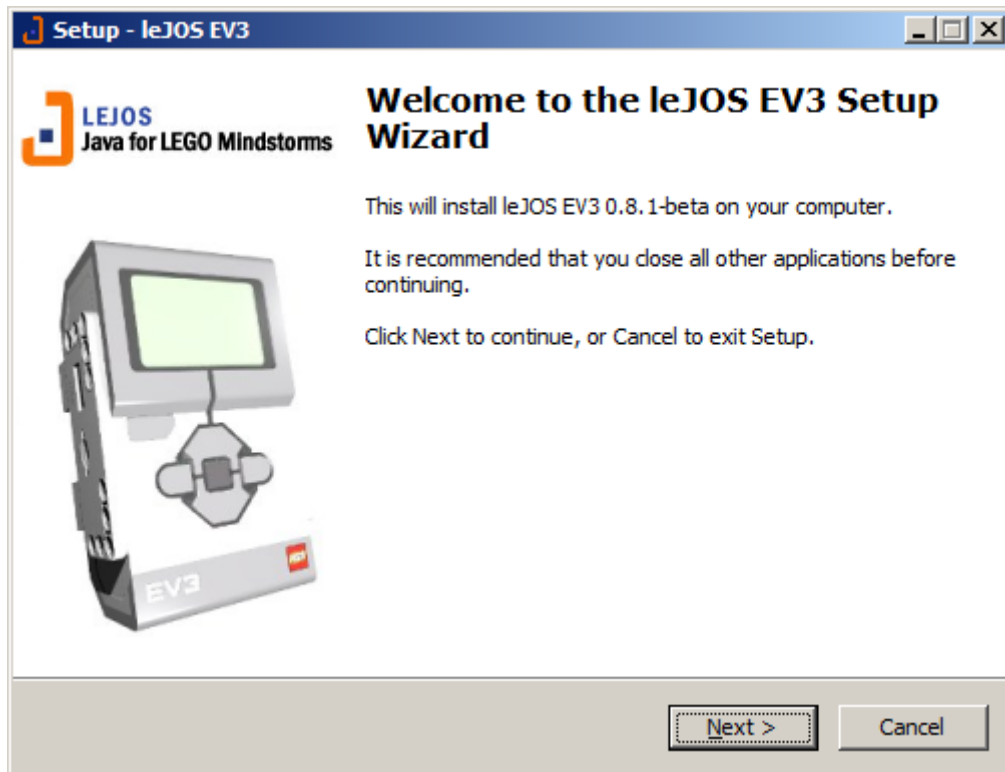 Setup - leJOS EV3
LEJOS
Java for LEGO Mindstorms
Welcome to the leJOS EV3 Setup
Wizard
This will install leJOS EV3 0.8.1-beta on your computer.
It is recommended that you close all other applications before
continuing.
Click Next to continue, or Cancel to exit Setup.
EV3
Next >
Cancel